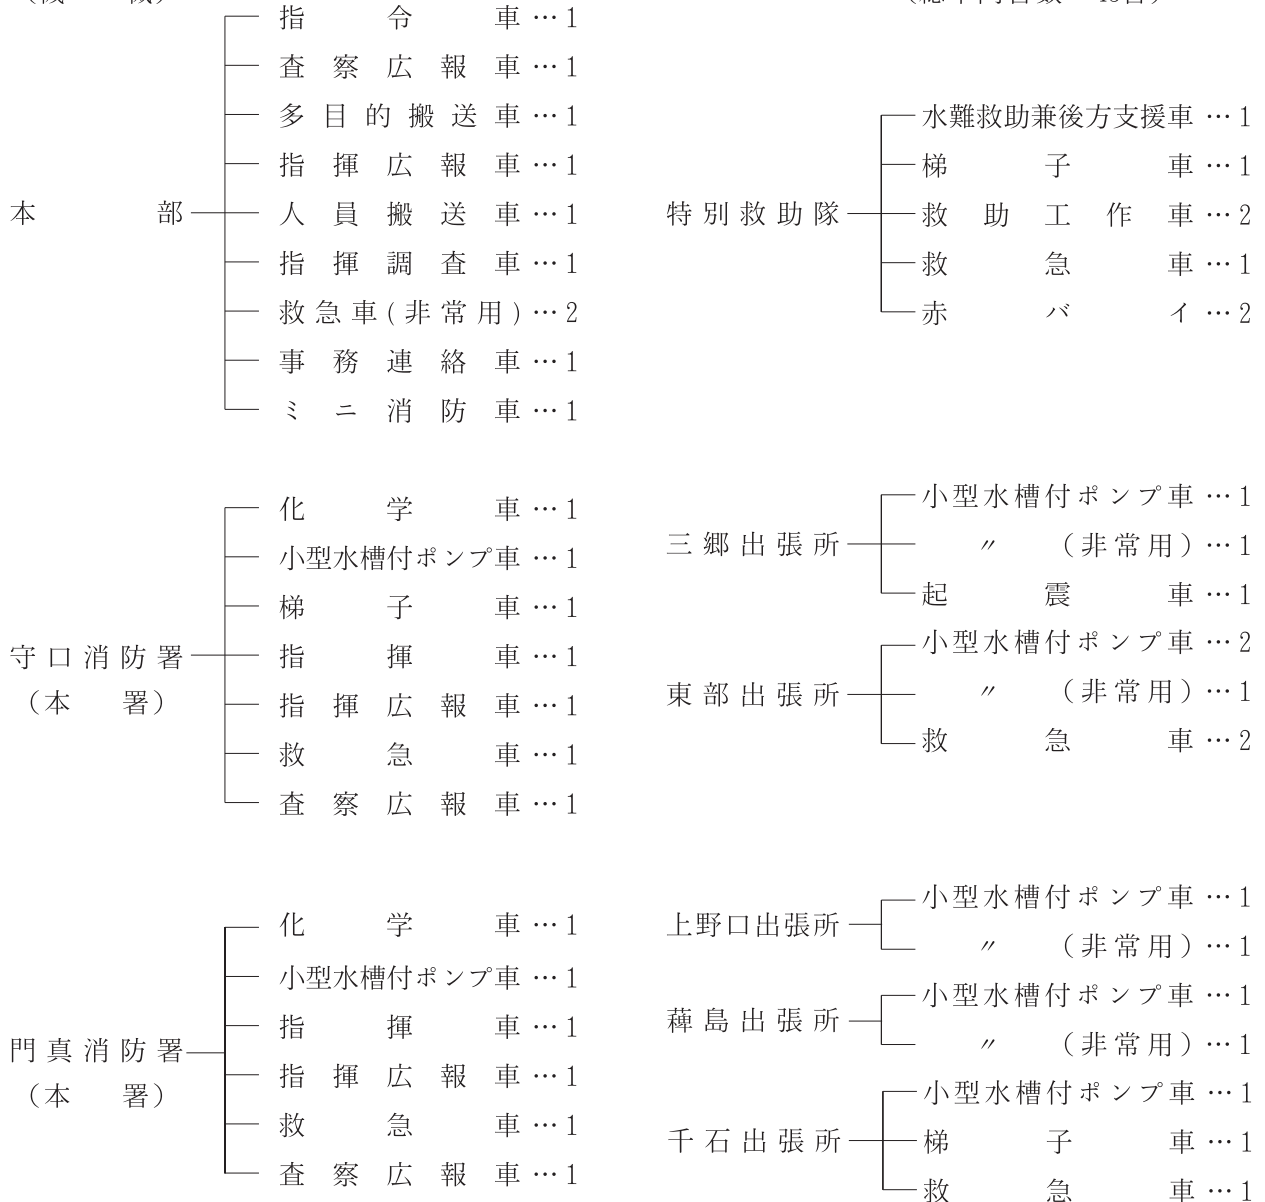 本部
指令車…1
査察広報車…1
多目的搬送車…1
指揮広報車…1
人員搬送車…1
指揮調査車…1
救急車(非常用)…2
事務連絡車…1
ミニ消防車…1
守口消防署
（本署）
化学車…1
小型水槽付ポンプ車…1
梯子車…1
指揮車…1
指揮広報車…1
救急車…1
査察広報車…1
門真消防署
（本署）
化学車…1
小型水槽付ポンプ車…1
指揮車…1
指揮広報車…1
救急車…1
査察広報車…1
特別救助隊
水難救助兼後方支援車…1
梯子車…1
救助工作車…2
救急車…1
赤バイ…2
三郷出張所
小型水槽付ポンプ車…1
〃（非常用）…1
起震車…1
東部出張所
小型水槽付ポンプ車…2
〃（非常用）…1
救急車…2
上野口出張所
小型水槽付ポンプ車…1
〃（非常用）…1
薭島出張所
小型水槽付ポンプ車…1
〃（非常用）…1
千石出張所
小型水槽付ポンプ車…1
梯子車…1
救急車…1